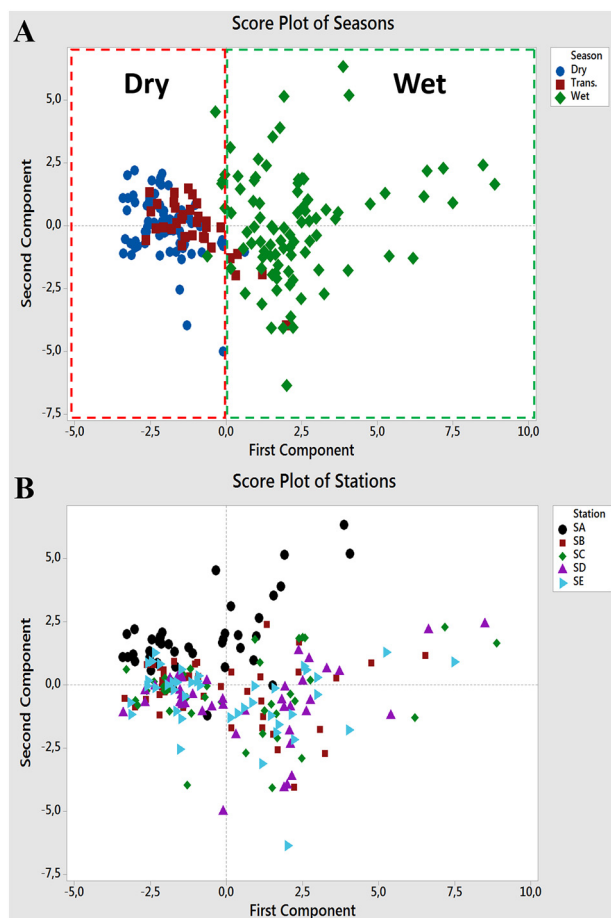 A
Score Plot of Seasons
Dry
Wet
Season
Dry
Trans.
Wet
5,0
2,5
0,0
-2,5
-5,0
-7,5
Second Component
-5,0 -2,5 0,0 2,5 5,0 7,5 10,0
First Component
B
Score Plot of Stations
Station
SA
SB
SC
SD
SE
5,0
2,5
0,0
-2,5
-5,0
-7,5
Second Component
-5,0 -2,5 0,0 2,5 5,0 7,5 10,0
First Component